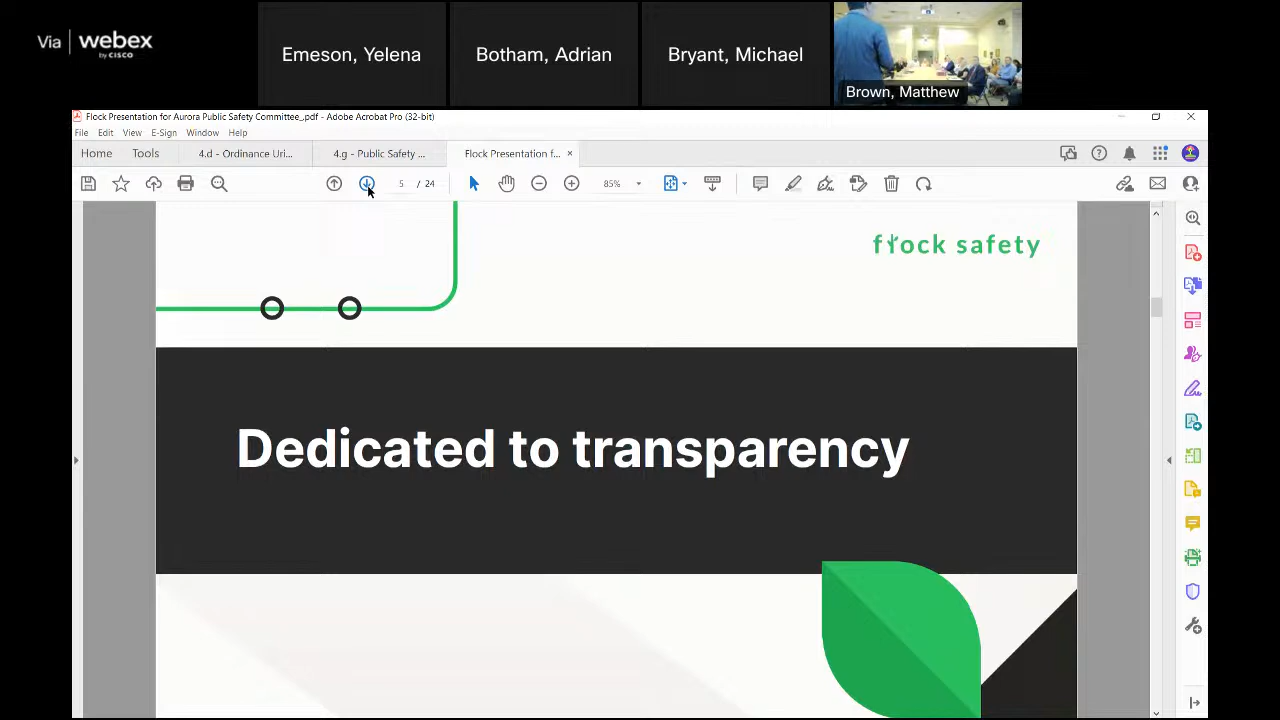 Via webex
by CISCO
Emeson, Yelena
Botham, Adrian
Bryant, Michael
Brown, Matthew
Flock Presentation for Aurora Public Safety Committee_.pdf - Adobe Acrobat Pro (32-bit)
File Edit View E-Sign Window Help
Home Tools 4.d - Ordinance Uri... 4.g - Public Safety ... Flock Presentation f... ×
5 / 24 85%
flock safety
Dedicated to transparency